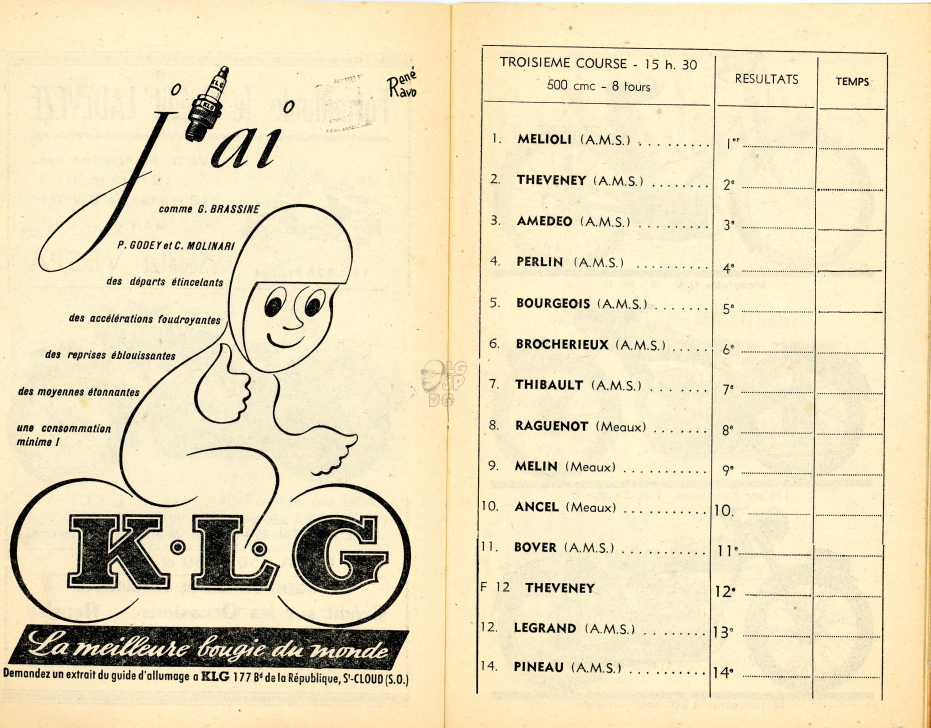 René
Ravo
j'ai
KLG
comme G. BRASSINE
P. GODEY et C. MOLINARI
des départs étincelants
des accélérations foudroyantes
des reprises éblouissantes
des moyennes étonnantes
une consommation
minime !
K·L·G
La meilleure bougie du monde
Demandez un extrait du guide d'allumage a KLG 177 Bd de la République, St-CLOUD (S.O.)
TROISIEME COURSE - 15 h. 30
500 cmc - 8 tours
RESULTATS
TEMPS
1. MELIOLI (A.M.S.) ......... 1er
2. THEVENEY (A.M.S.) ....... 2e
3. AMEDEO (A.M.S.) ......... 3e
4. PERLIN (A.M.S.) .......... 4e
5. BOURGEOIS (A.M.S.) ...... 5e
6. BROCHERIEUX (A.M.S.) ..... 6e
7. THIBAULT (A.M.S.) ........ 7e
8. RAGUENOT (Meaux) ....... 8e
9. MELIN (Meaux) ........... 9e
10. ANCEL (Meaux) ........... 10.
11. BOVER (A.M.S.) ........... 11e
F 12 THEVENEY 12e
12. LEGRAND (A.M.S.) ........ 13e
14. PINEAU (A.M.S.) .......... 14e